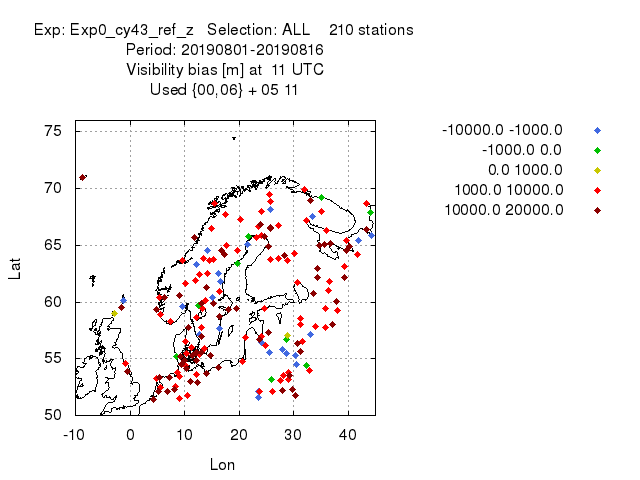 Exp: Exp0_cy43_ref_z   Selection: ALL    210 stations
Period: 20190801-20190816
Visibility bias [m] at  11 UTC
Used {00,06} + 05 11
-10000.0 -1000.0
-1000.0 0.0
0.0 1000.0
1000.0 10000.0
10000.0 20000.0
75
70
65
60
55
50
Lat
-10 0 10 20 30 40
Lon